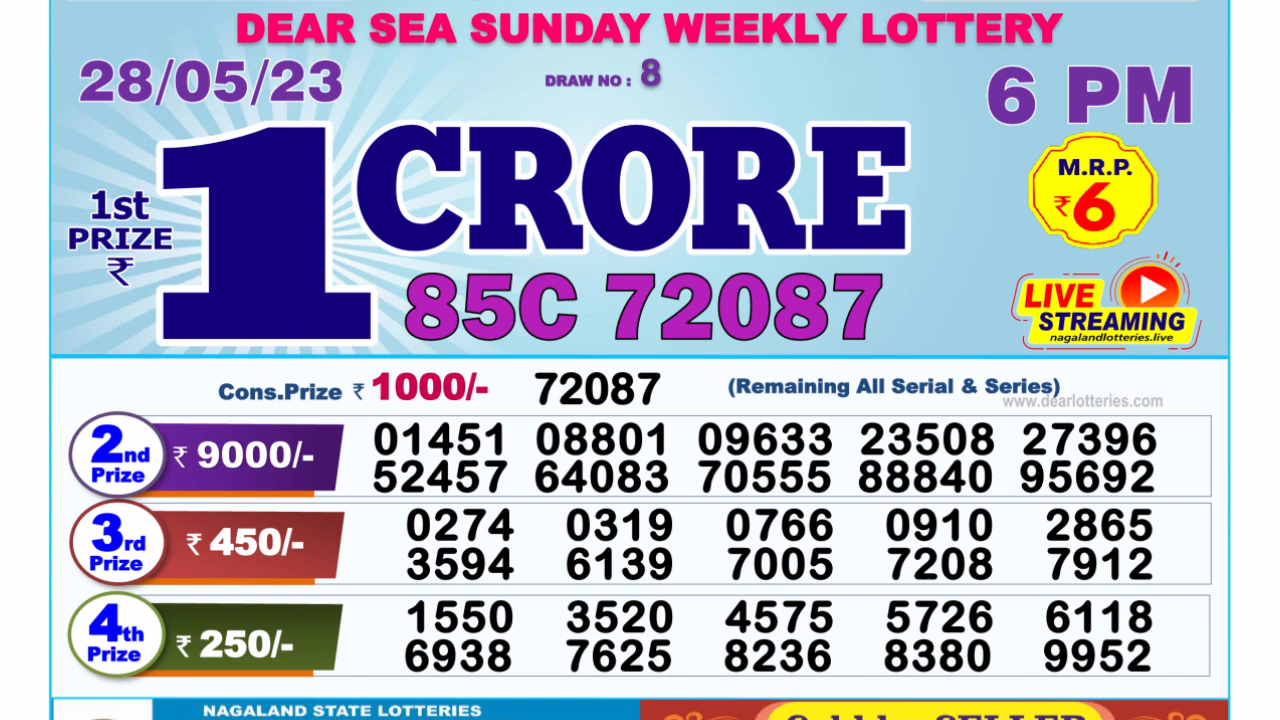 DEAR SEA SUNDAY WEEKLY LOTTERY
28/05/23
DRAW NO : 8
6 PM
1st
PRIZE
₹
1 CRORE
M.R.P.
₹6
85C 72087
LIVE
STREAMING
nagalandlotteries.live
Cons.Prize ₹ 1000/- 72087 (Remaining All Serial & Series)
www.dearlotteries.com
2nd
Prize
₹ 9000/-
01451 08801 09633 23508 27396
52457 64083 70555 88840 95692
3rd
Prize
₹ 450/-
0274 0319 0766 0910 2865
3594 6139 7005 7208 7912
4th
Prize
₹ 250/-
1550 3520 4575 5726 6118
6938 7625 8236 8380 9952
NAGALAND STATE LOTTERIES